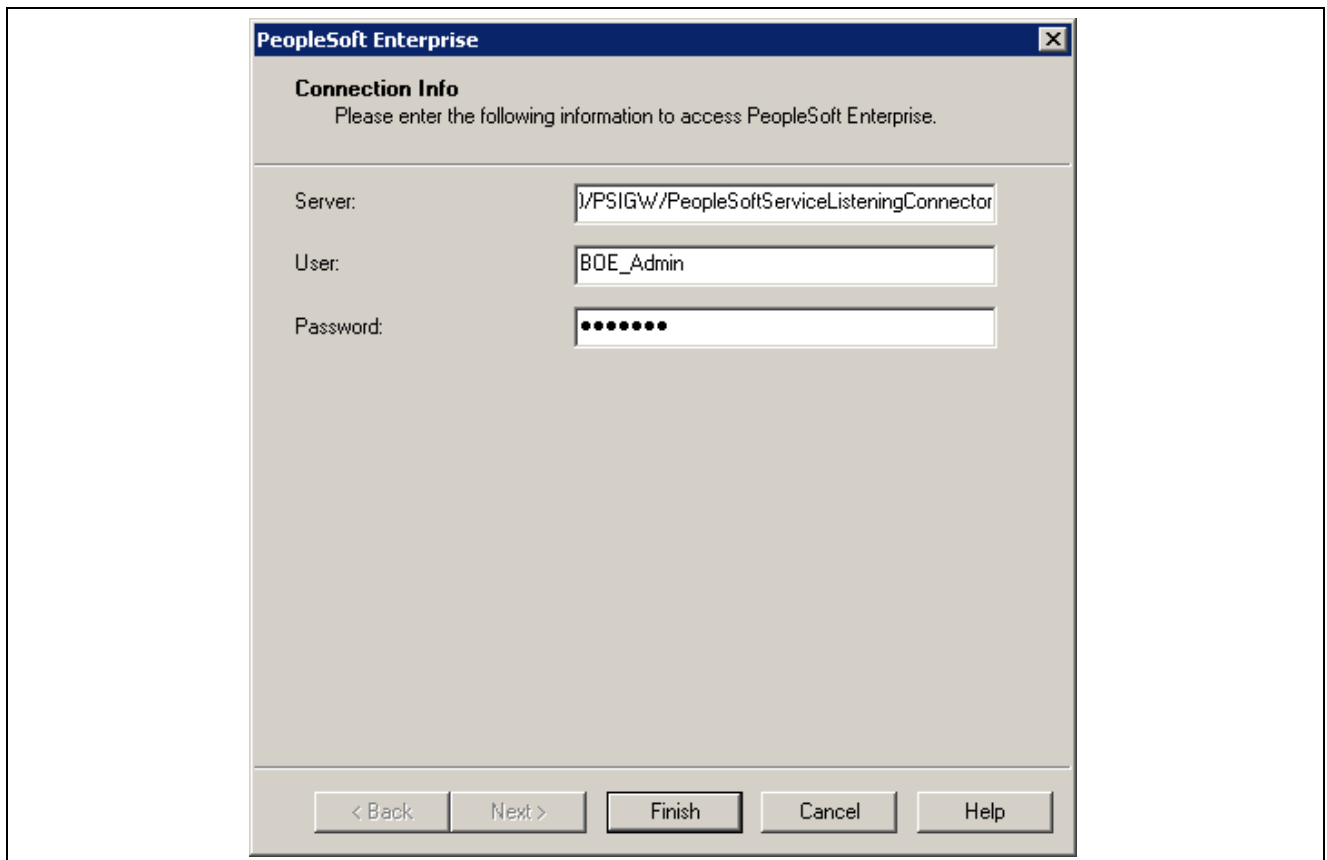 PeopleSoft Enterprise
Connection Info
Please enter the following information to access PeopleSoft Enterprise.
Server: /PSIGW/PeopleSoftServiceListeningConnector
User: BOE_Admin
Password: •••••••
< Back Next > Finish Cancel Help